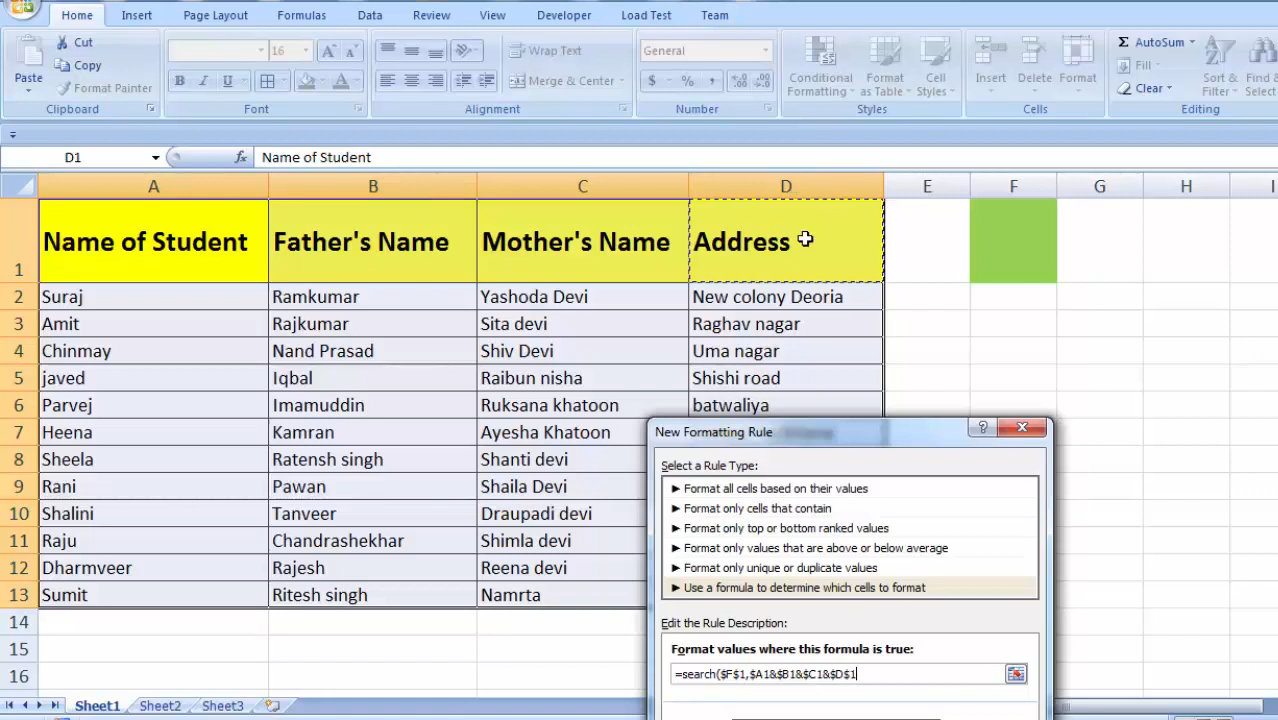 Home Insert Page Layout Formulas Data Review View Developer Load Test Team
Cut 16 A A Wrap Text General AutoSum
Copy
Paste Format Painter B I U Merge & Center $ % , Conditional Formatting Format as Table Cell Styles Insert Delete Format Fill Clear Sort & Filter Find & Select
Clipboard Font Alignment Number Styles Cells Editing
D1 fx Name of Student
A B C D E F G H I
1 Name of Student Father's Name Mother's Name Address
2 Suraj Ramkumar Yashoda Devi New colony Deoria
3 Amit Rajkumar Sita devi Raghav nagar
4 Chinmay Nand Prasad Shiv Devi Uma nagar
5 javed Iqbal Raibun nisha Shishi road
6 Parvej Imamuddin Ruksana khatoon batwaliya
7 Heena Kamran Ayesha Khatoon
8 Sheela Ratensh singh Shanti devi
9 Rani Pawan Shaila Devi
10 Shalini Tanveer Draupadi devi
11 Raju Chandrashekhar Shimla devi
12 Dharmveer Rajesh Reena devi
13 Sumit Ritesh singh Namrta
14
15
16
New Formatting Rule ?
Select a Rule Type:
► Format all cells based on their values
► Format only cells that contain
► Format only top or bottom ranked values
► Format only values that are above or below average
► Format only unique or duplicate values
► Use a formula to determine which cells to format
Edit the Rule Description:
Format values where this formula is true:
=search($F$1,$A1&$B1&$C1&$D$1
Sheet1 Sheet2 Sheet3